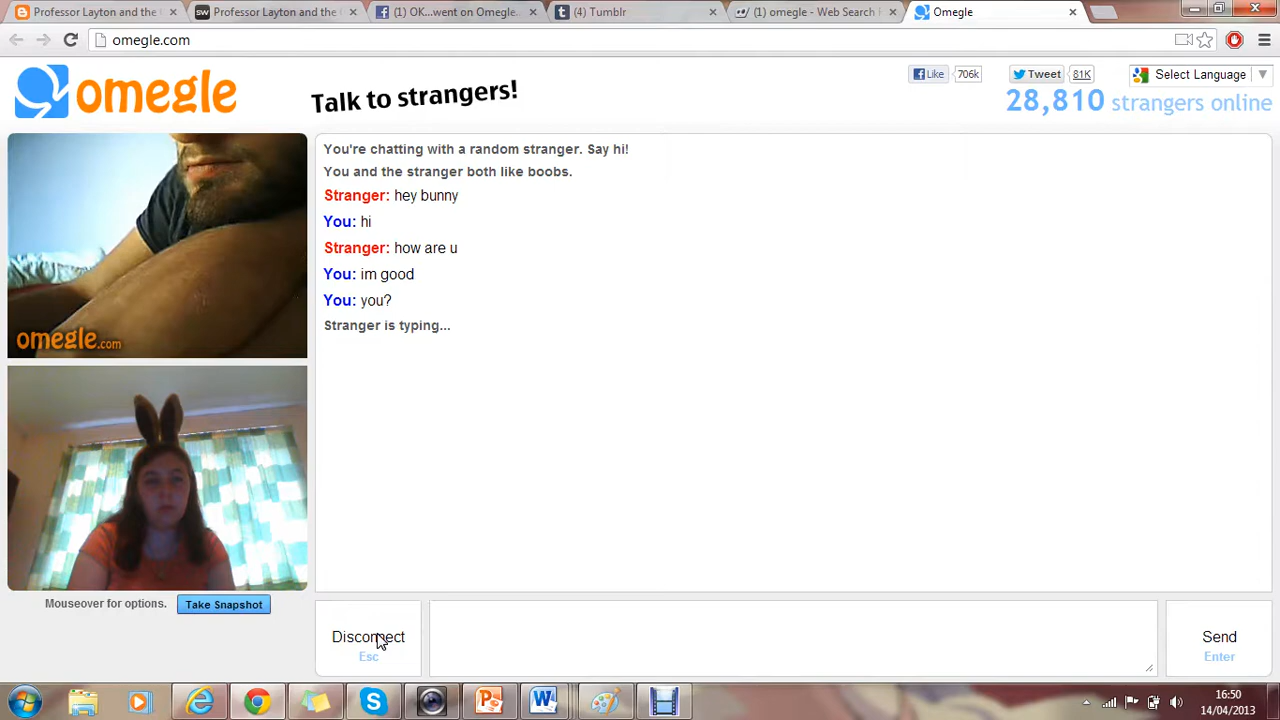 Professor Layton and the
Professor Layton and the
(1) OK...went on Omegle
(4) Tumblr
(1) omegle - Web Search
Omegle
omegle.com
omegle
Talk to strangers!
Like
706k
Tweet
81K
Select Language
28,810 strangers online
omegle.com
You're chatting with a random stranger. Say hi!
You and the stranger both like boobs.
Stranger: hey bunny
You: hi
Stranger: how are u
You: im good
You: you?
Stranger is typing...
Mouseover for options.
Take Snapshot
Disconnect
Esc
Send
Enter
16:50
14/04/2013